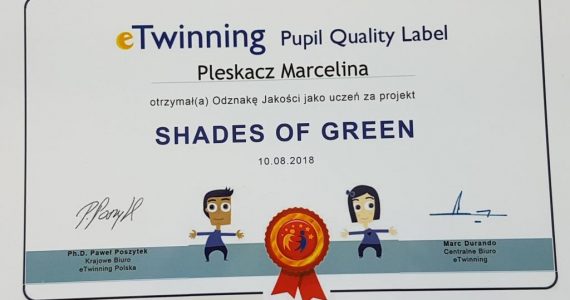 eTwinning Pupil Quality Label
Pleskacz Marcelina
otrzymał(a) Odznakę Jakości jako uczeń za projekt
SHADES OF GREEN
10.08.2018
Ph.D. Paweł Poszytek
Krajowe Biuro
eTwinning Polska
Marc Durando
Centralne Biuro
eTwinning